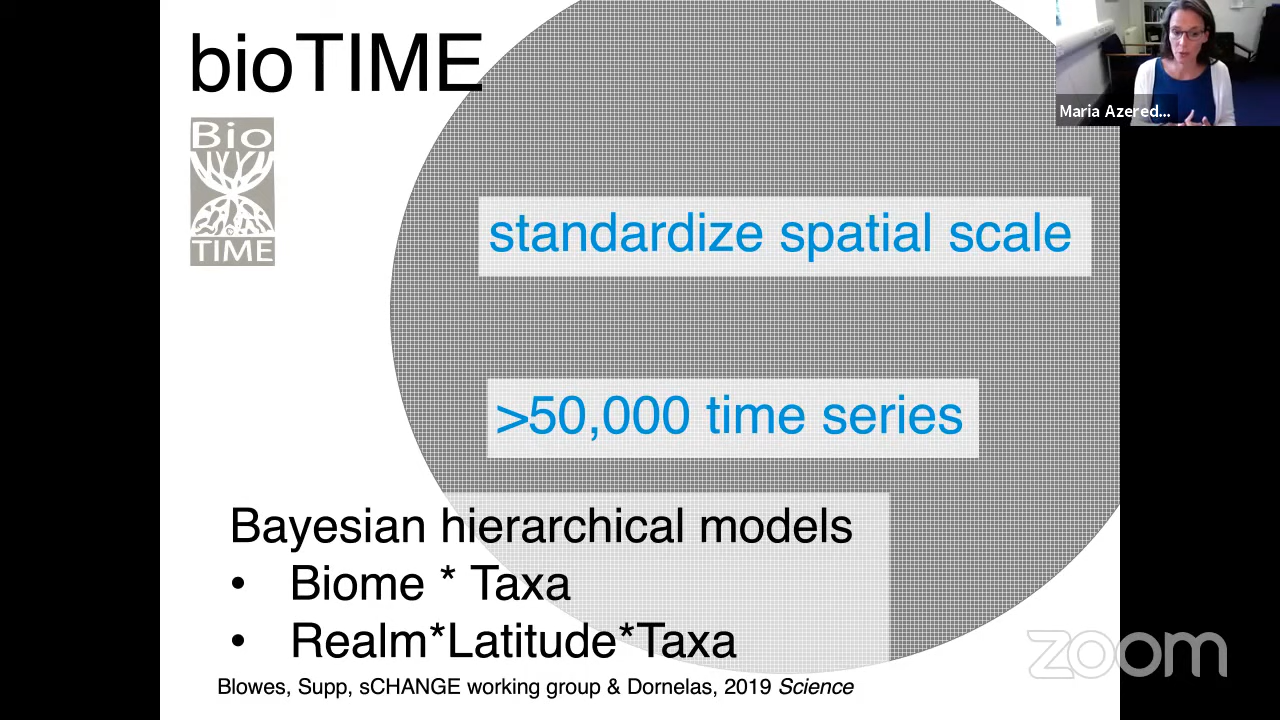 bioTIME
Bio
TIME
Maria Azered...
standardize spatial scale
>50,000 time series
Bayesian hierarchical models
• Biome * Taxa
• Realm*Latitude*Taxa
Blowes, Supp, sCHANGE working group & Dornelas, 2019 Science
zoom